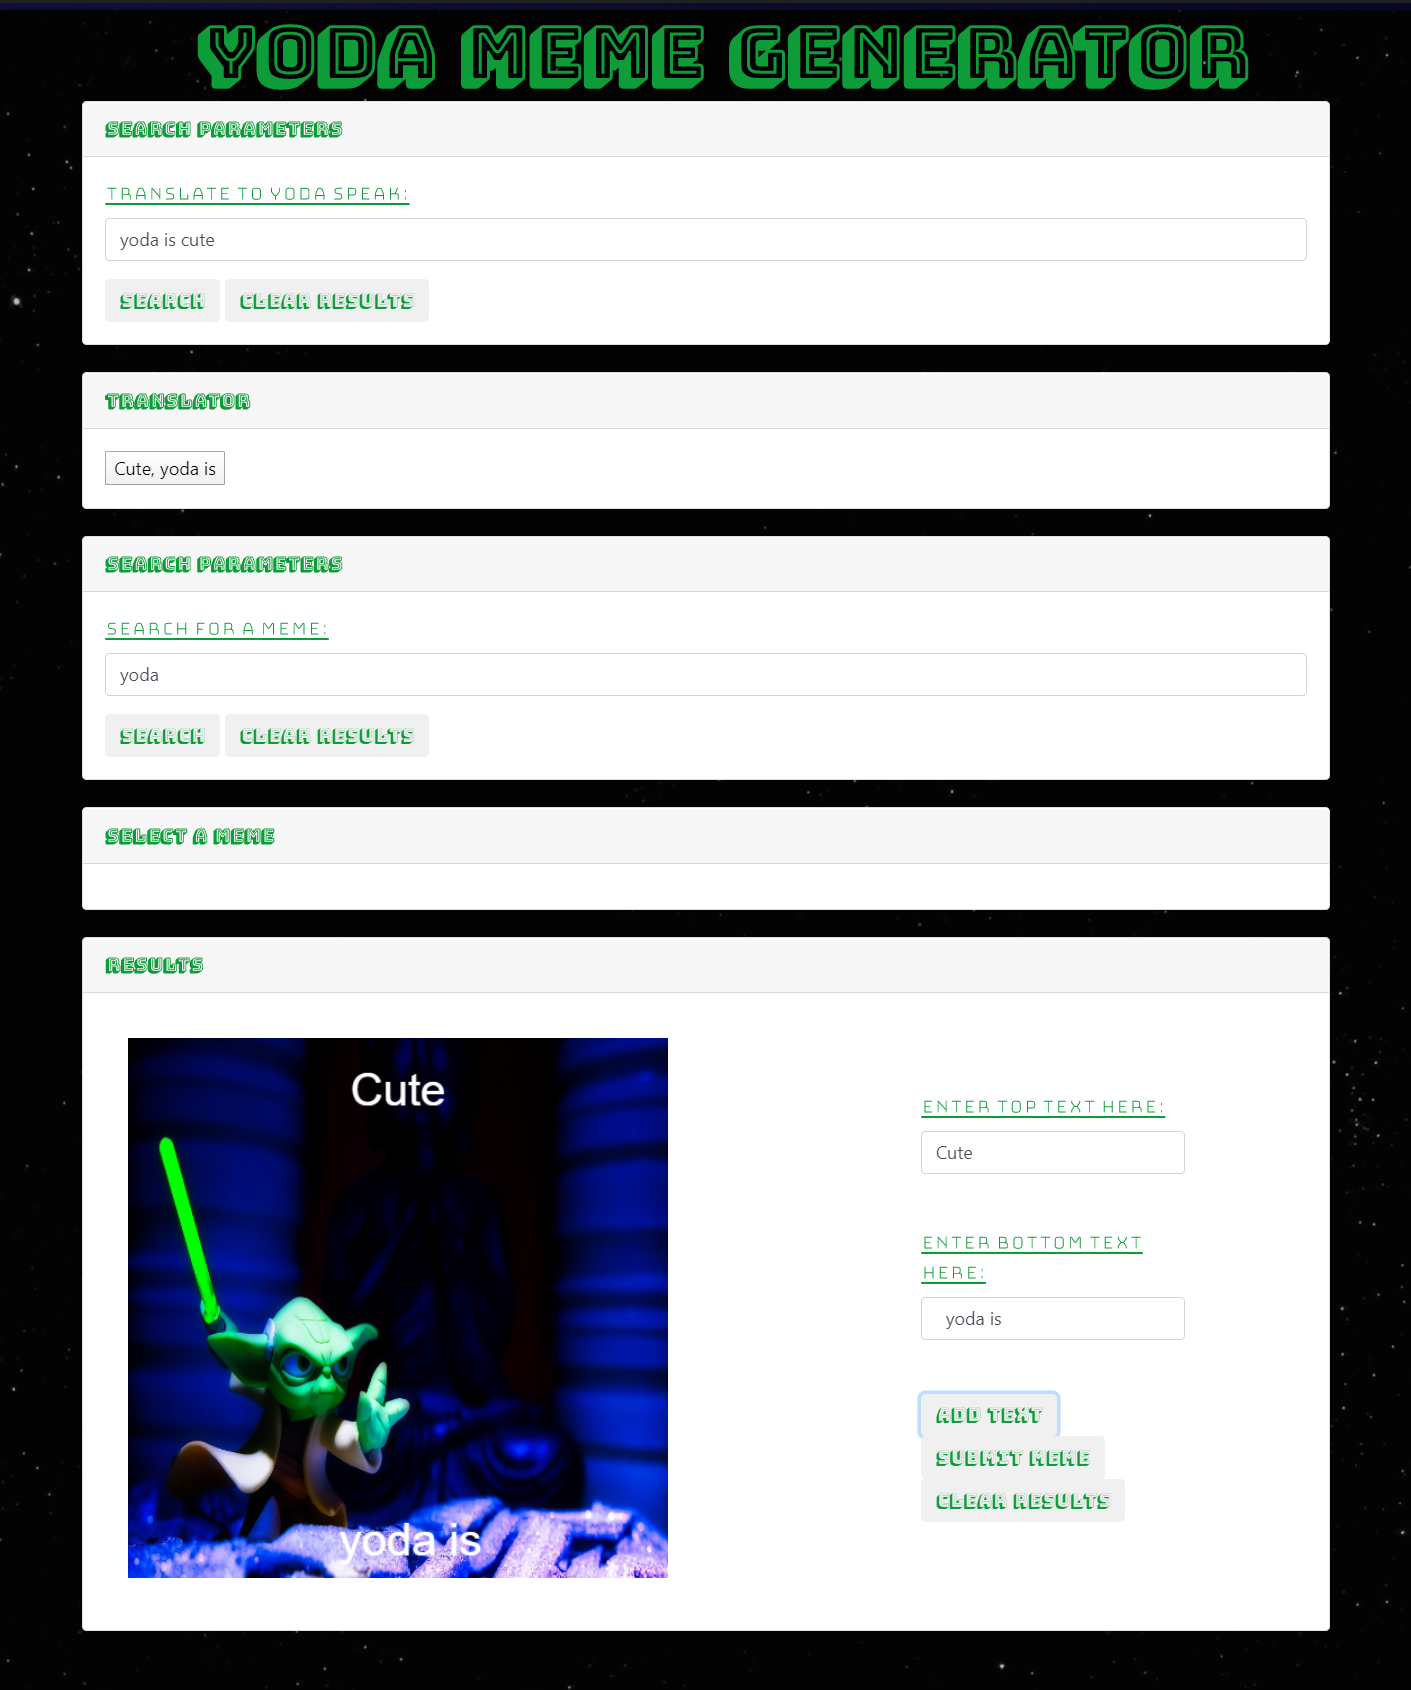 YODA MEME GENERATOR
SEARCH PARAMETERS
TRANSLATE TO YODA SPEAK:
yoda is cute
SEARCH CLEAR RESULTS
TRANSLATOR
Cute, yoda is
SEARCH PARAMETERS
SEARCH FOR A MEME:
yoda
SEARCH CLEAR RESULTS
SELECT A MEME
RESULTS
Cute
yoda is
ENTER TOP TEXT HERE:
Cute
ENTER BOTTOM TEXT
HERE:
yoda is
ADD TEXT
SUBMIT MEME
CLEAR RESULTS